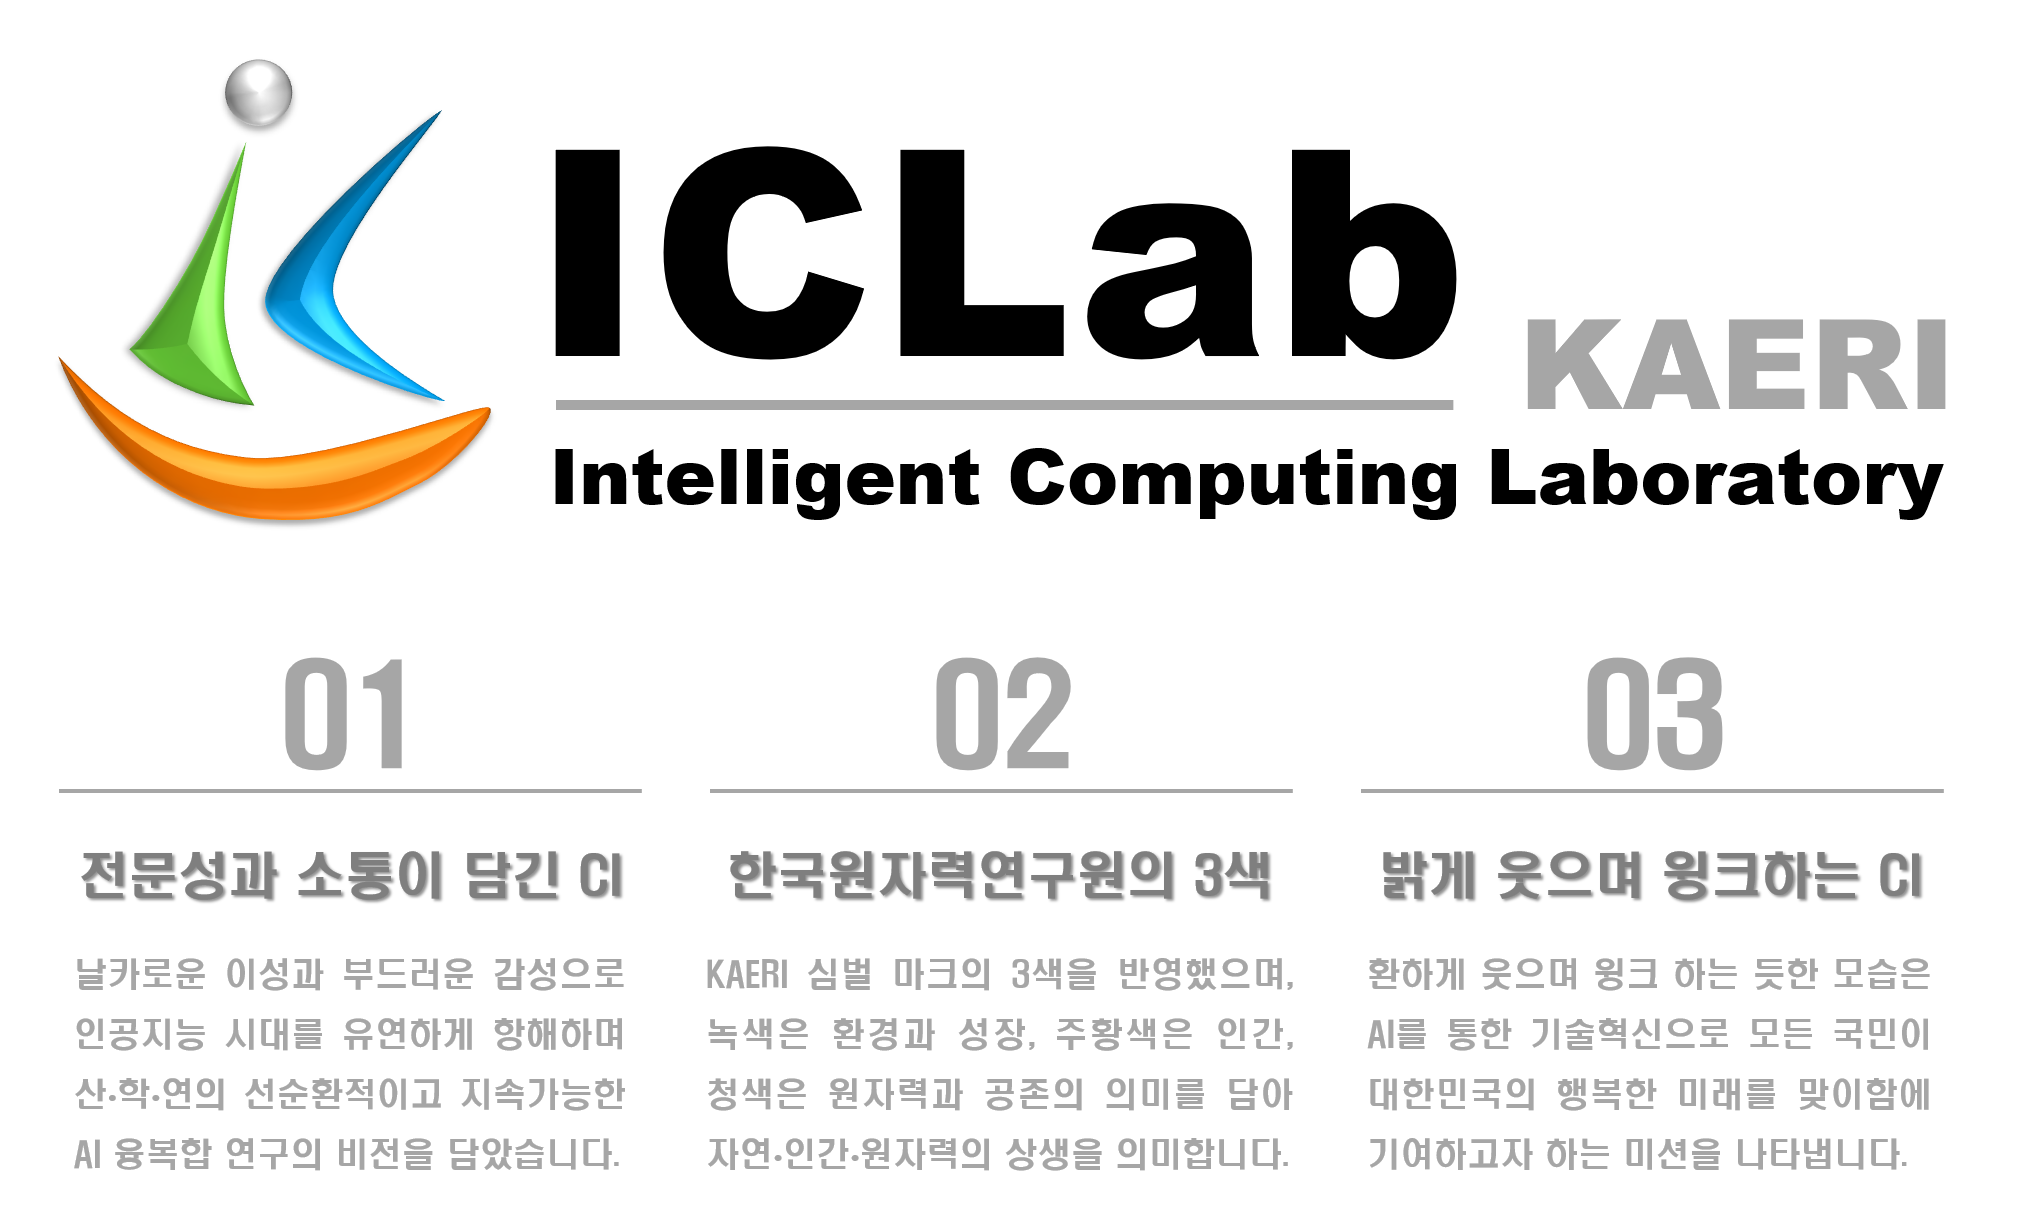 ICLab KAERI
Intelligent Computing Laboratory
01
전문성과 소통이 담긴 CI
날카로운 이성과 부드러운 감성으로
인공지능 시대를 유연하게 항해하며
산·학·연의 선순환적이고 지속가능한
AI 융복합 연구의 비전을 담았습니다.
02
한국원자력연구원의 3색
KAERI 심벌 마크의 3색을 반영했으며,
녹색은 환경과 성장, 주황색은 인간,
청색은 원자력과 공존의 의미를 담아
자연·인간·원자력의 상생을 의미합니다.
03
밝게 웃으며 윙크하는 CI
환하게 웃으며 윙크 하는 듯한 모습은
AI를 통한 기술혁신으로 모든 국민이
대한민국의 행복한 미래를 맞이함에
기여하고자 하는 미션을 나타냅니다.